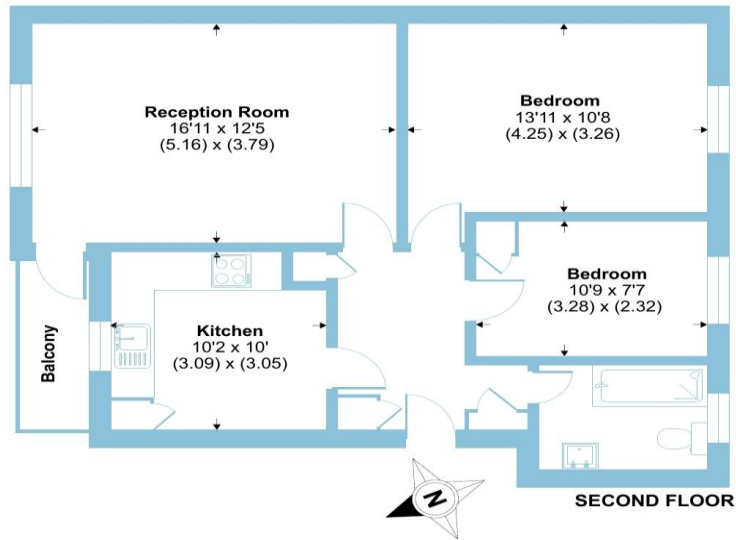 Reception Room
16'11 x 12'5
(5.16) x (3.79)
Bedroom
13'11 x 10'8
(4.25) x (3.26)
Bedroom
10'9 x 7'7
(3.28) x (2.32)
Kitchen
10'2 x 10'
(3.09) x (3.05)
Balcony
N
SECOND FLOOR